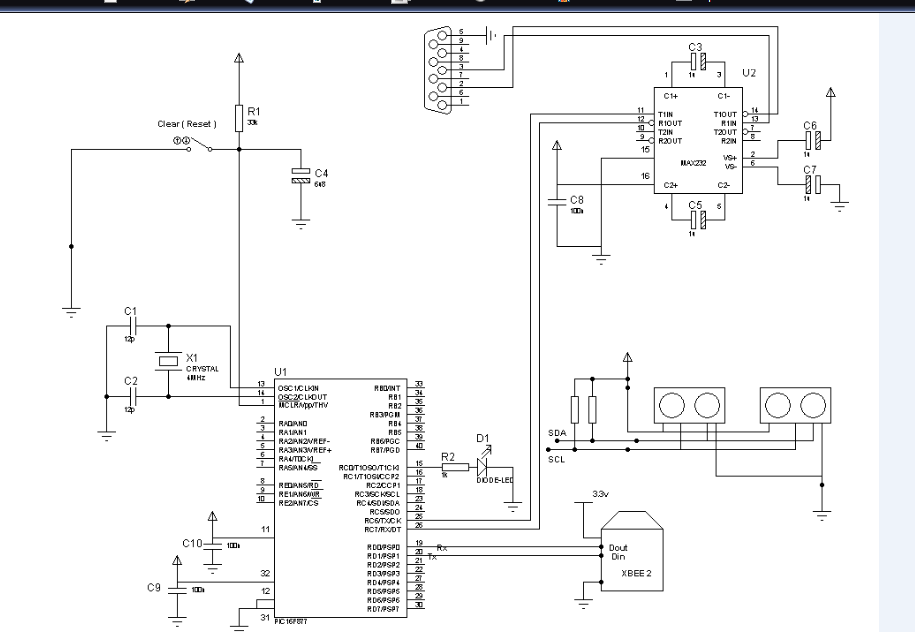 Clear ( Reset )
R1
33k
C4
C3
1u
1
3
U2
C1+
C1-
11
T1IN
T1OUT
14
12
R1OUT
R1IN
13
10
T2IN
T2OUT
7
9
R2OUT
R2IN
8
15
MAX232
VS+
2
VS-
6
16
C2+
C2-
4
5
C5
1u
C6
1u
C7
1u
C8
100n
C1
12p
C2
12p
X1
CRYSTAL
4MHz
U1
13
OSC1/CLKIN
RB0/INT
33
14
OSC2/CLKOUT
RB1
34
1
MCLR/Vpp/THV
RB2
35
RB3/PGM
36
2
RA0/AN0
RB4
37
3
RA1/AN1
RB5
38
4
RA2/AN2/VREF-
RB6/PGC
39
5
RA3/AN3/VREF+
RB7/PGD
40
6
RA4/T0CKI
7
RA5/AN4/SS
RC0/T1OSO/T1CKI
15
RC1/T1OSI/CCP2
16
8
RE0/AN5/RD
RC2/CCP1
17
9
RE1/AN6/WR
RC3/SCK/SCL
18
10
RE2/AN7/CS
RC4/SDI/SDA
23
RC5/SDO
24
RC6/TX/CK
25
RC7/RX/DT
26
11
RD0/PSP0
19
Rx
RD1/PSP1
20
Tx
RD2/PSP2
21
RD3/PSP3
22
32
RD4/PSP4
27
RD5/PSP5
28
12
RD6/PSP6
29
RD7/PSP7
30
31
PIC16F877
C10
100n
C9
100n
R2
1k
D1
DIODE-LED
SDA
SCL
3.3v
Dout
Din
XBEE 2